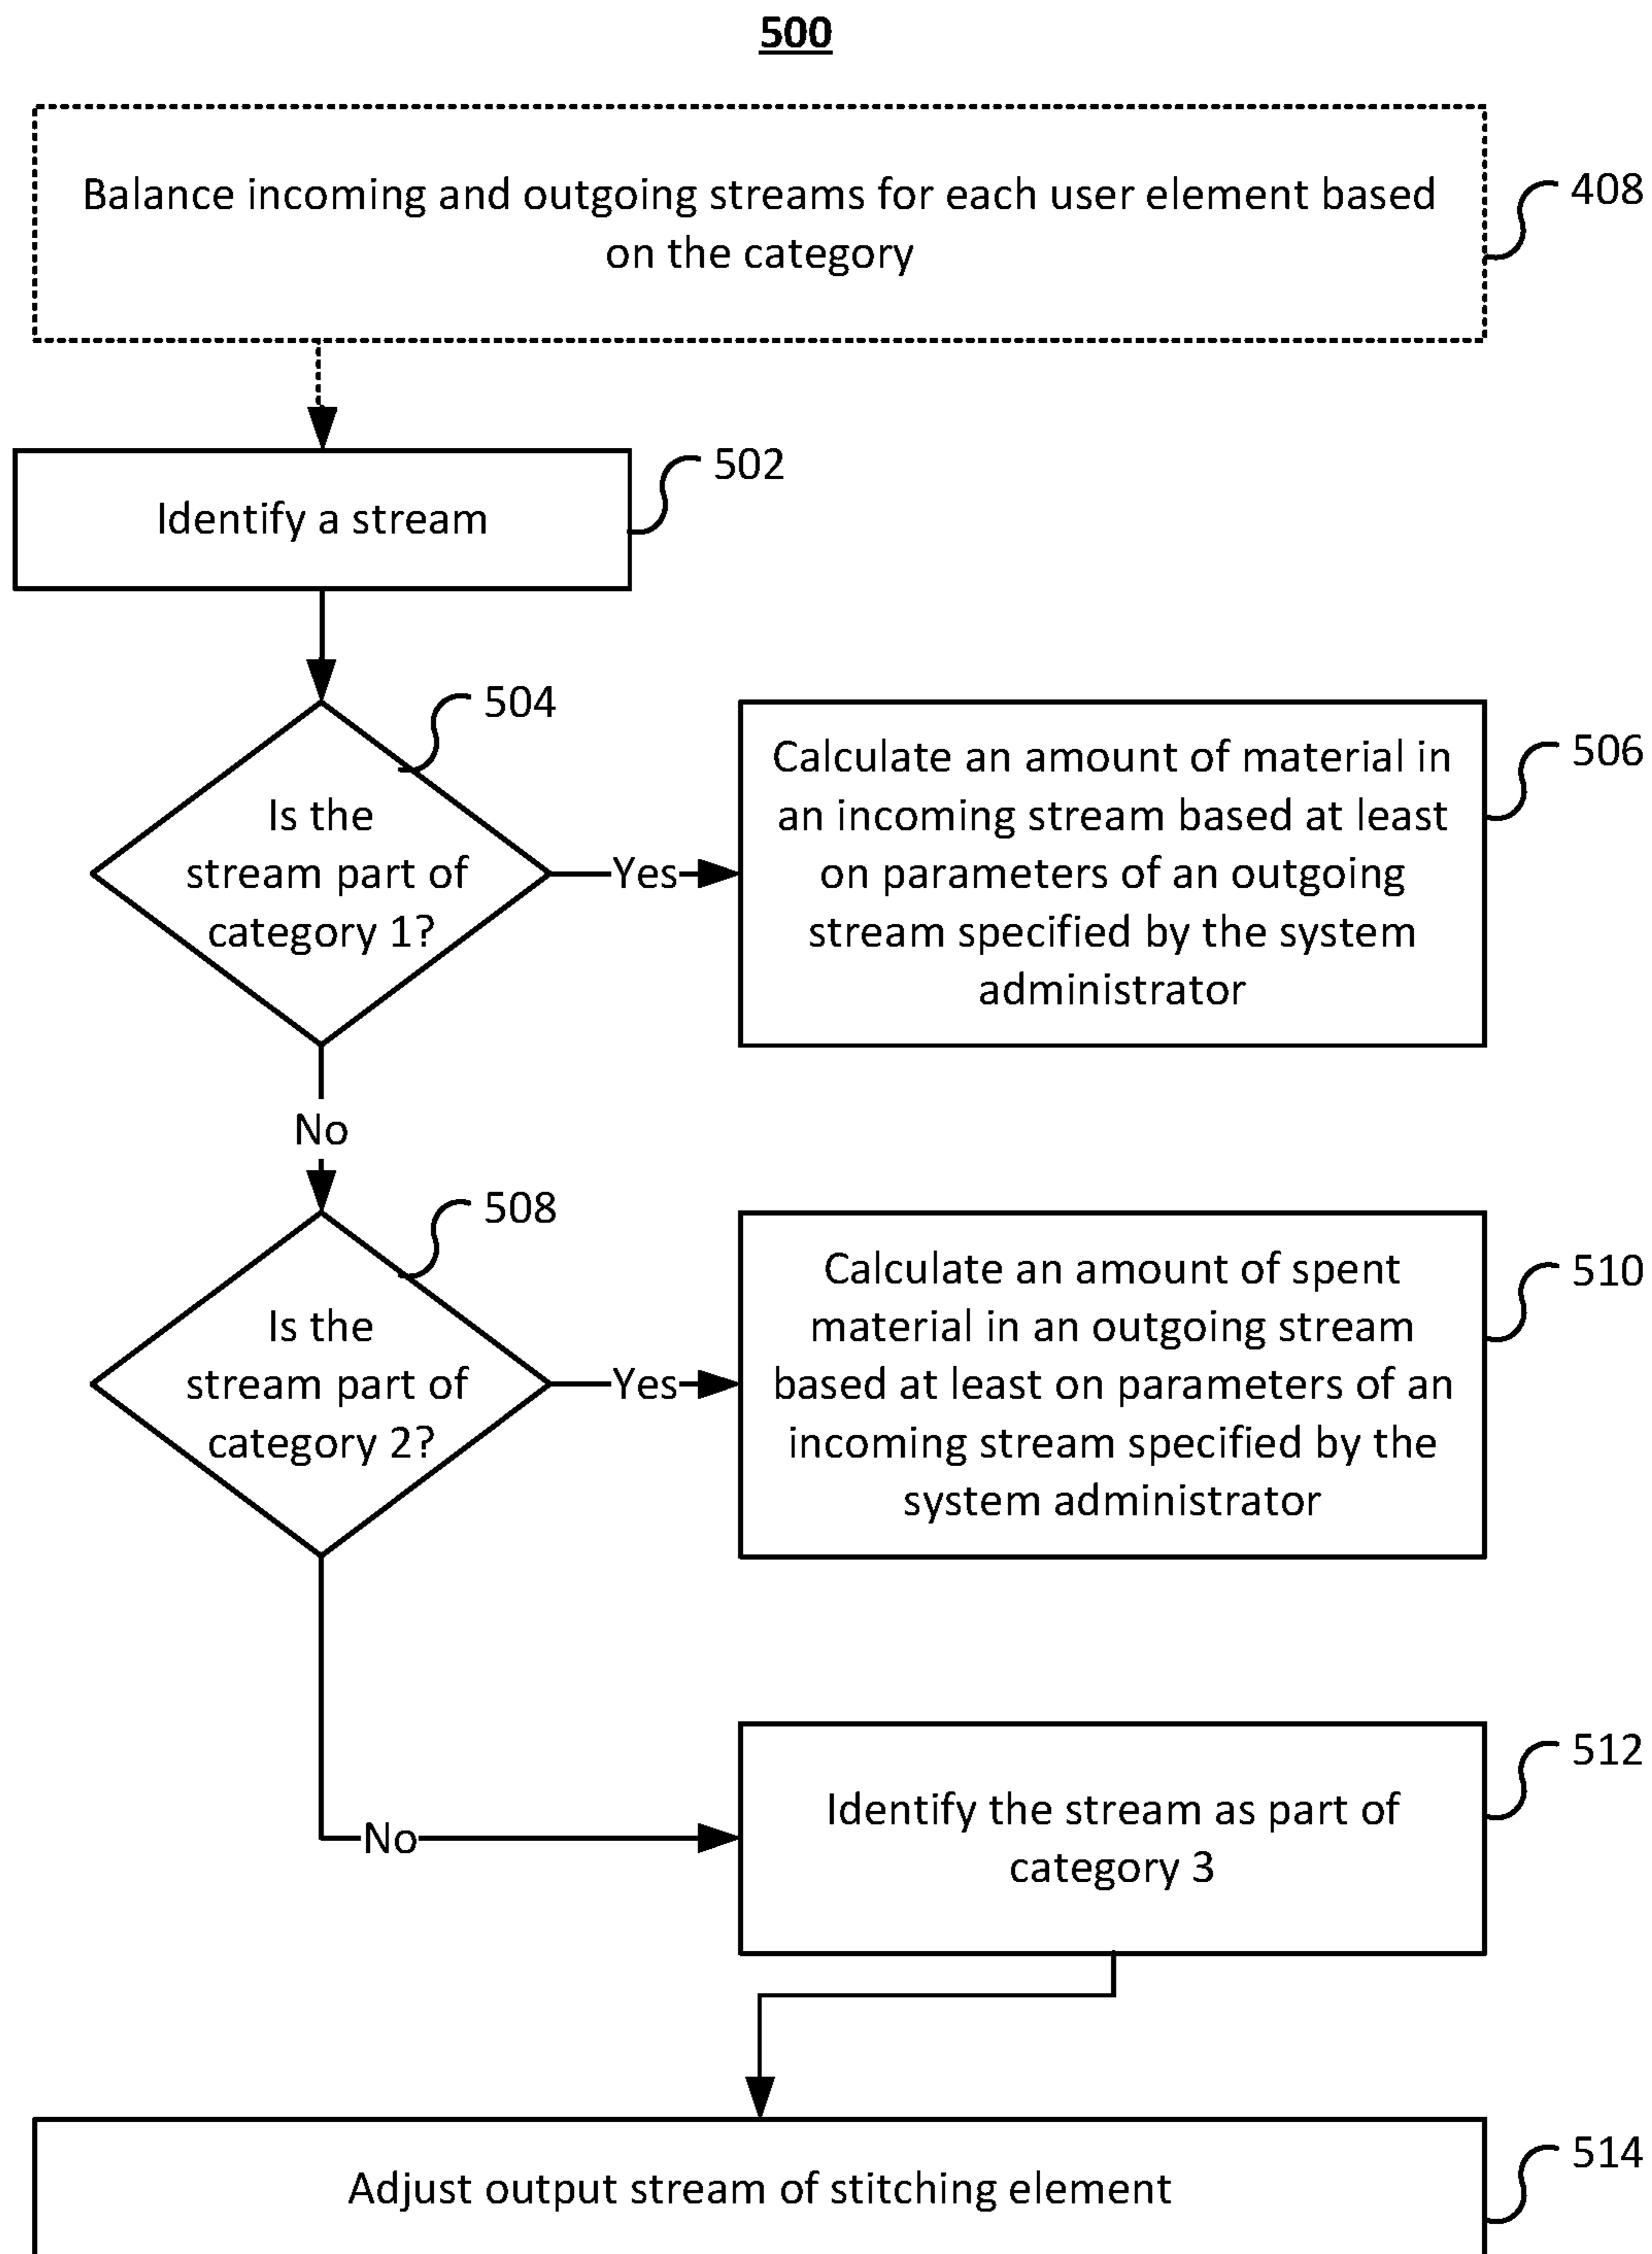 500
Balance incoming and outgoing streams for each user element based
on the category
408
502
Identify a stream
504
Is the
stream part of
category 1?
Yes
Calculate an amount of material in
an incoming stream based at least
on parameters of an outgoing
stream specified by the system
administrator
506
No
508
Is the
stream part of
category 2?
Yes
Calculate an amount of spent
material in an outgoing stream
based at least on parameters of an
incoming stream specified by the
system administrator
510
No
Identify the stream as part of
category 3
512
Adjust output stream of stitching element
514